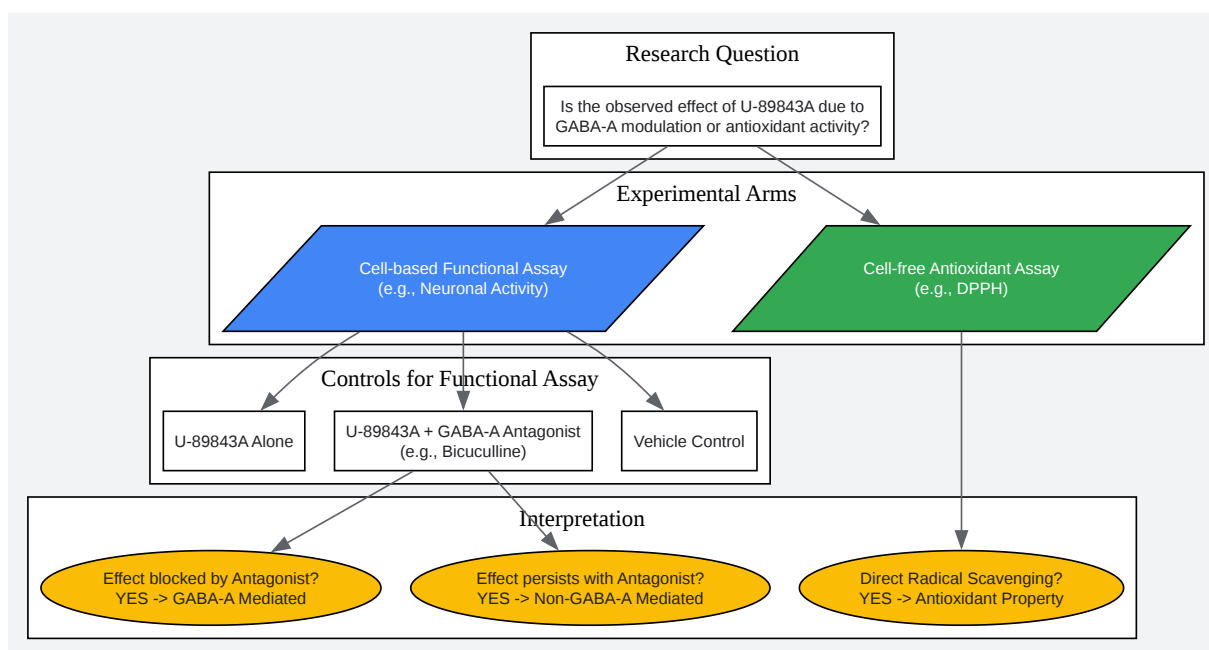 Research Question
Is the observed effect of U-89843A due to
GABA-A modulation or antioxidant activity?
Experimental Arms
Cell-based Functional Assay
(e.g., Neuronal Activity)
Cell-free Antioxidant Assay
(e.g., DPPH)
Controls for Functional Assay
U-89843A Alone
U-89843A + GABA-A Antagonist
(e.g., Bicuculline)
Vehicle Control
Interpretation
Effect blocked by Antagonist?
YES -> GABA-A Mediated
Effect persists with Antagonist?
YES -> Non-GABA-A Mediated
Direct Radical Scavenging?
YES -> Antioxidant Property